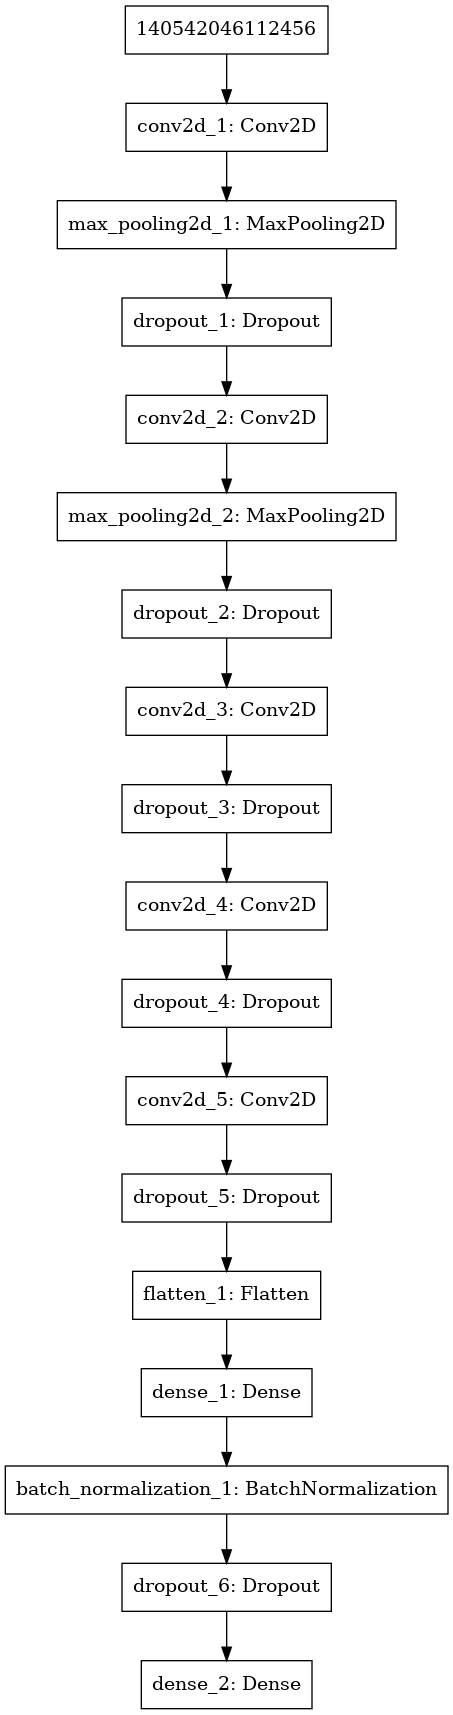 140542046112456
conv2d_1: Conv2D
max_pooling2d_1: MaxPooling2D
dropout_1: Dropout
conv2d_2: Conv2D
max_pooling2d_2: MaxPooling2D
dropout_2: Dropout
conv2d_3: Conv2D
dropout_3: Dropout
conv2d_4: Conv2D
dropout_4: Dropout
conv2d_5: Conv2D
dropout_5: Dropout
flatten_1: Flatten
dense_1: Dense
batch_normalization_1: BatchNormalization
dropout_6: Dropout
dense_2: Dense